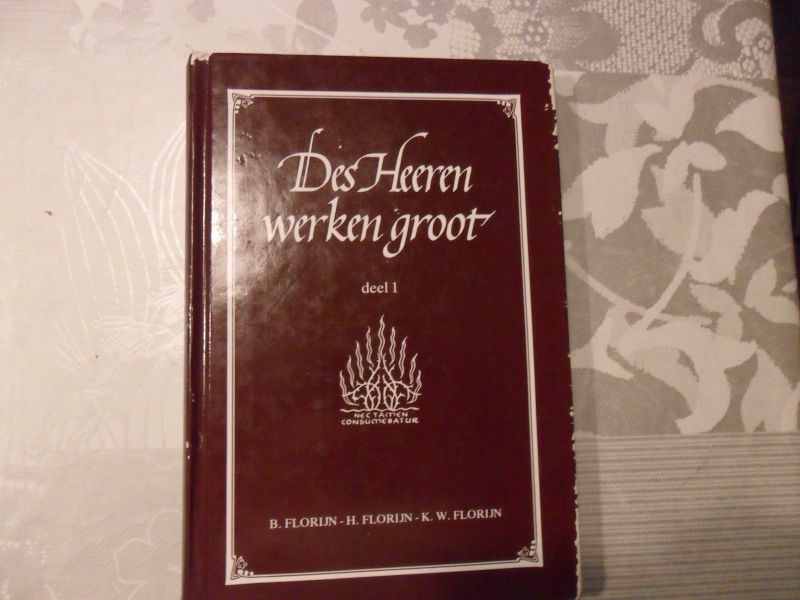 Des Heeren
werken groot
deel 1
NEC TAMEN
CONSUMEBATUR
B. FLORIJN - H. FLORIJN - K. W. FLORIJN